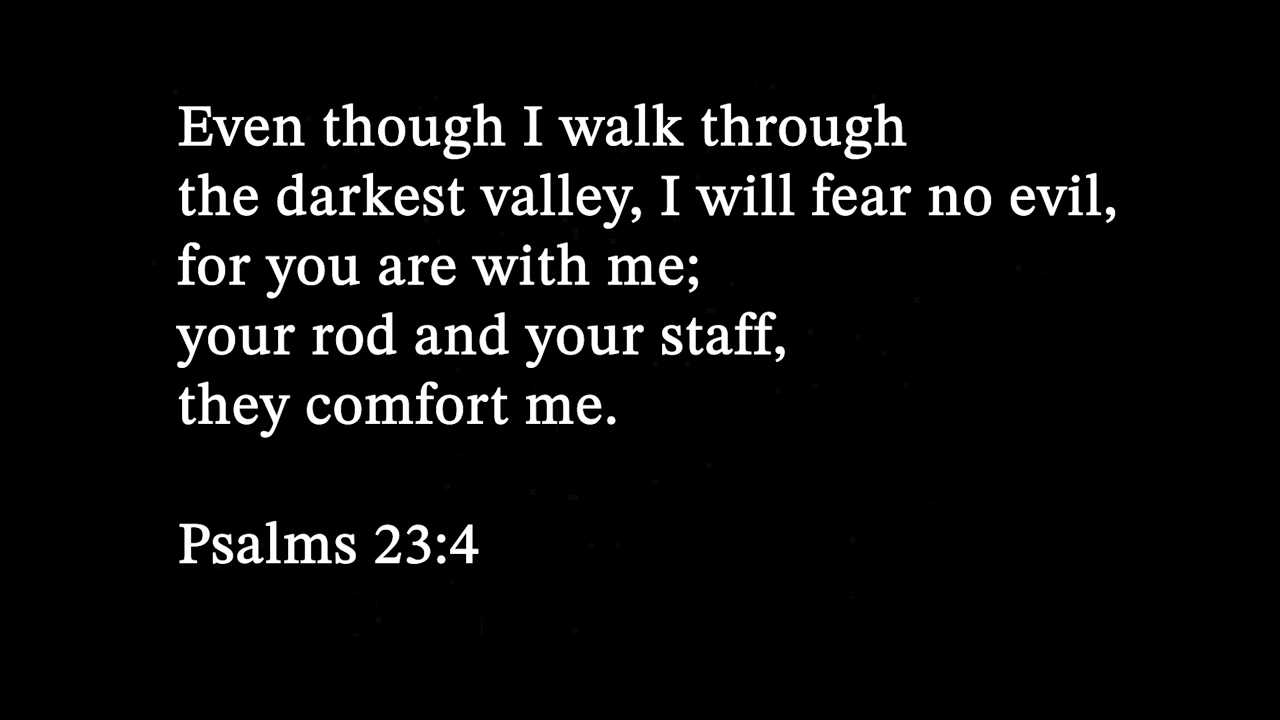 Even though I walk through
the darkest valley, I will fear no evil,
for you are with me;
your rod and your staff,
they comfort me.
Psalms 23:4